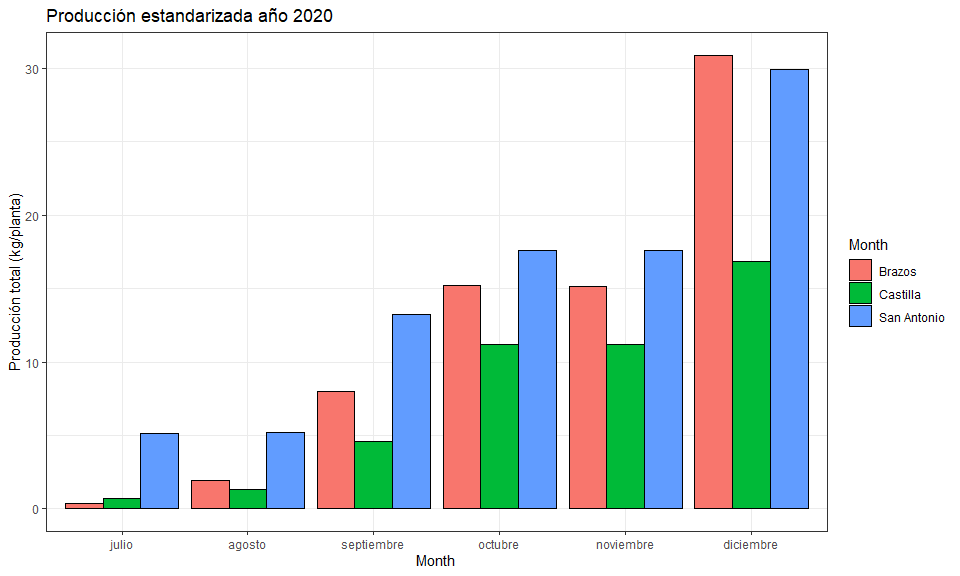 Producción estandarizada año 2020
Producción total (kg/planta)
30
20
10
0
julio
agosto
septiembre
octubre
noviembre
diciembre
Month
Month
Brazos
Castilla
San Antonio